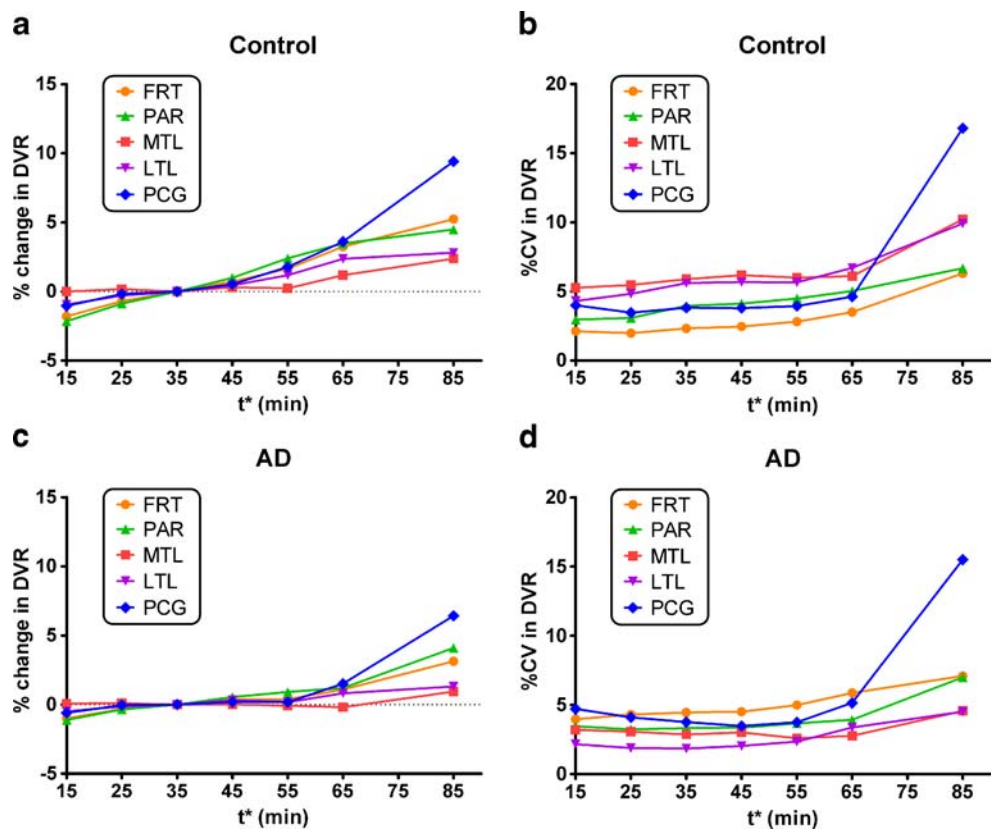 a
Control
15
10
5
0
-5
% change in DVR
FRT
PAR
MTL
LTL
PCG
15 25 35 45 55 65 75 85
t* (min)
b
Control
20
15
10
5
0
%CV in DVR
FRT
PAR
MTL
LTL
PCG
15 25 35 45 55 65 75 85
t* (min)
c
AD
15
10
5
0
-5
% change in DVR
FRT
PAR
MTL
LTL
PCG
15 25 35 45 55 65 75 85
t* (min)
d
AD
20
15
10
5
0
%CV in DVR
FRT
PAR
MTL
LTL
PCG
15 25 35 45 55 65 75 85
t* (min)